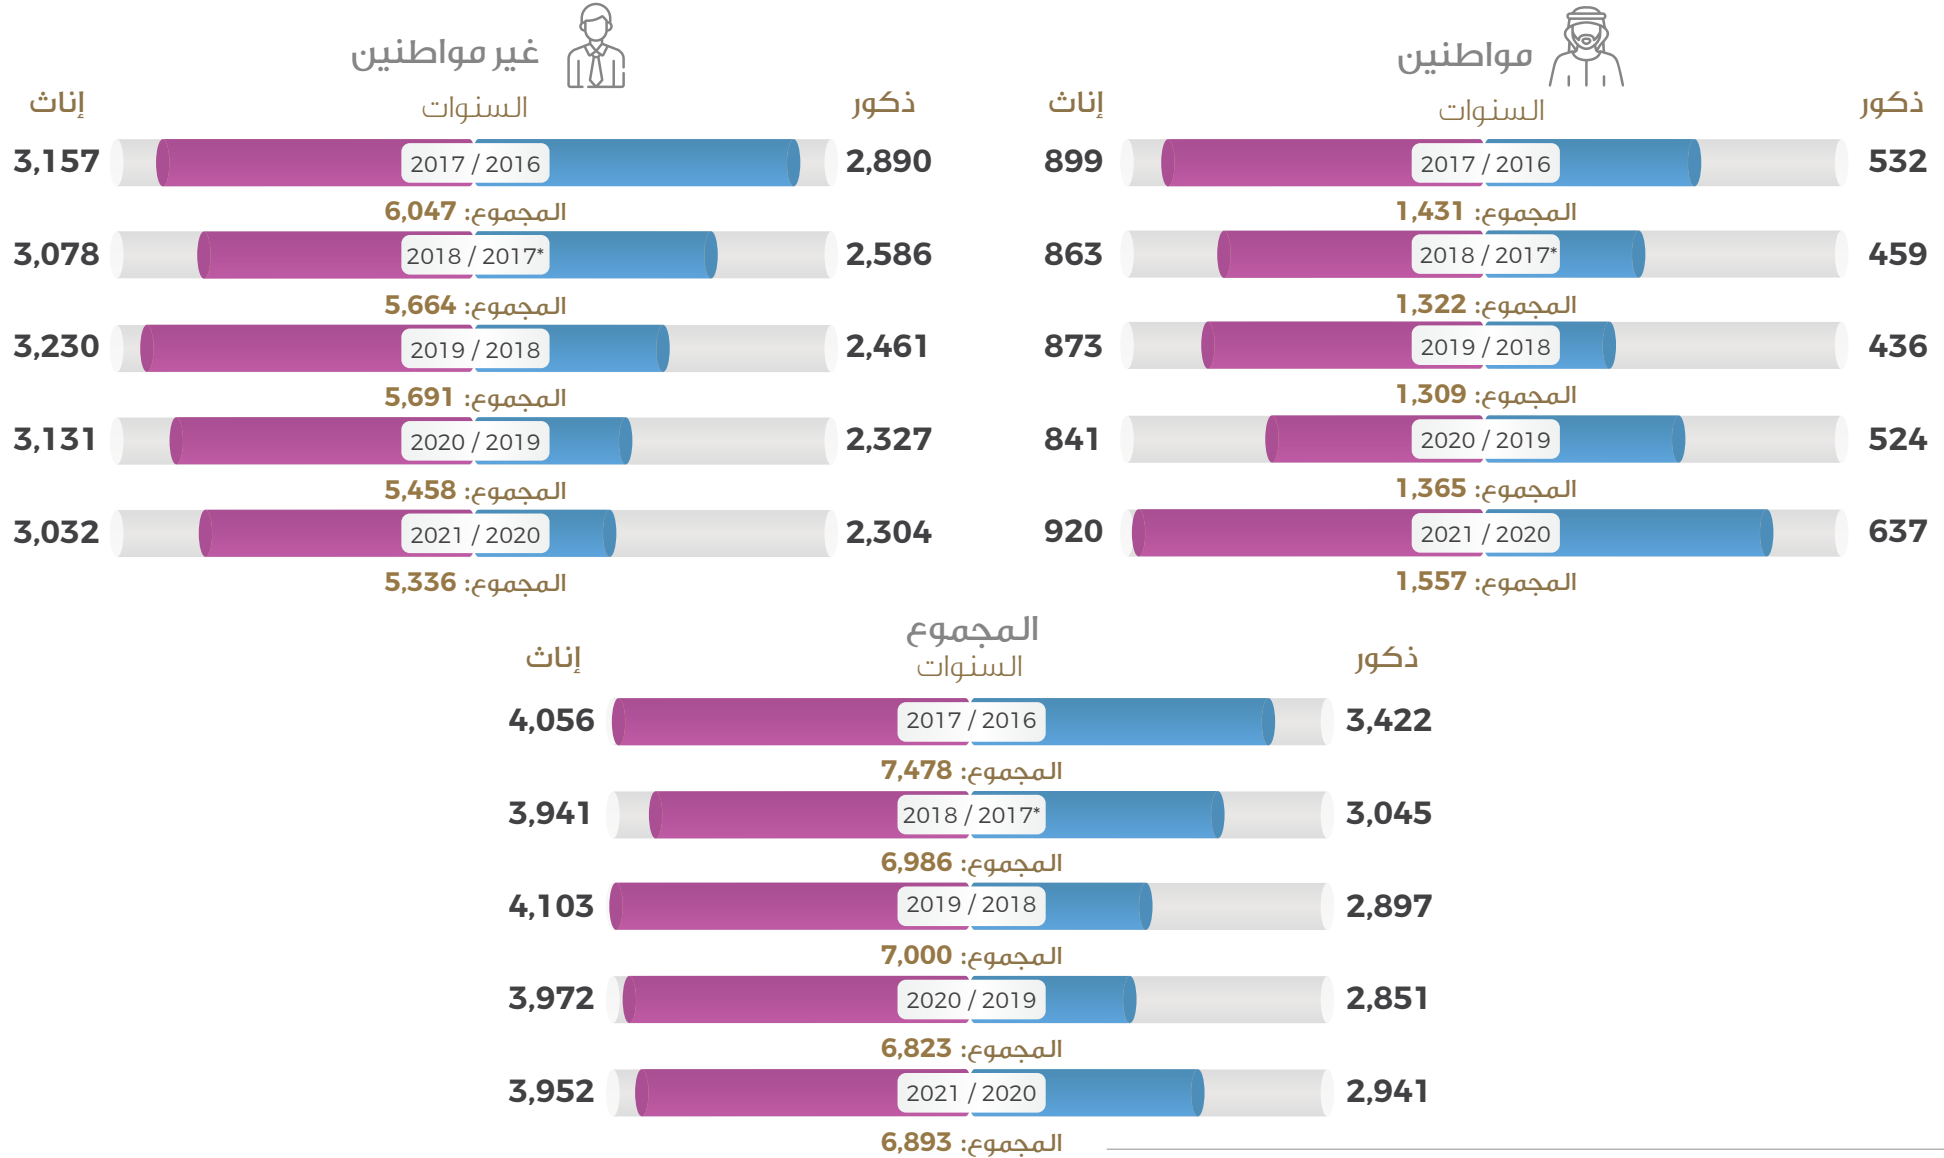 مواطنين
ذكور السنوات إناث
532 2017 / 2016 899
المجموع: 1,431
459 2018 / 2017* 863
المجموع: 1,322
436 2019 / 2018 873
المجموع: 1,309
524 2020 / 2019 841
المجموع: 1,365
637 2021 / 2020 920
المجموع: 1,557
غير مواطنين
ذكور السنوات إناث
2,890 2017 / 2016 3,157
المجموع: 6,047
2,586 2018 / 2017* 3,078
المجموع: 5,664
2,461 2019 / 2018 3,230
المجموع: 5,691
2,327 2020 / 2019 3,131
المجموع: 5,458
2,304 2021 / 2020 3,032
المجموع: 5,336
المجموع
ذكور السنوات إناث
3,422 2017 / 2016 4,056
المجموع: 7,478
3,045 2018 / 2017* 3,941
المجموع: 6,986
2,897 2019 / 2018 4,103
المجموع: 7,000
2,851 2020 / 2019 3,972
المجموع: 6,823
2,941 2021 / 2020 3,952
المجموع: 6,893